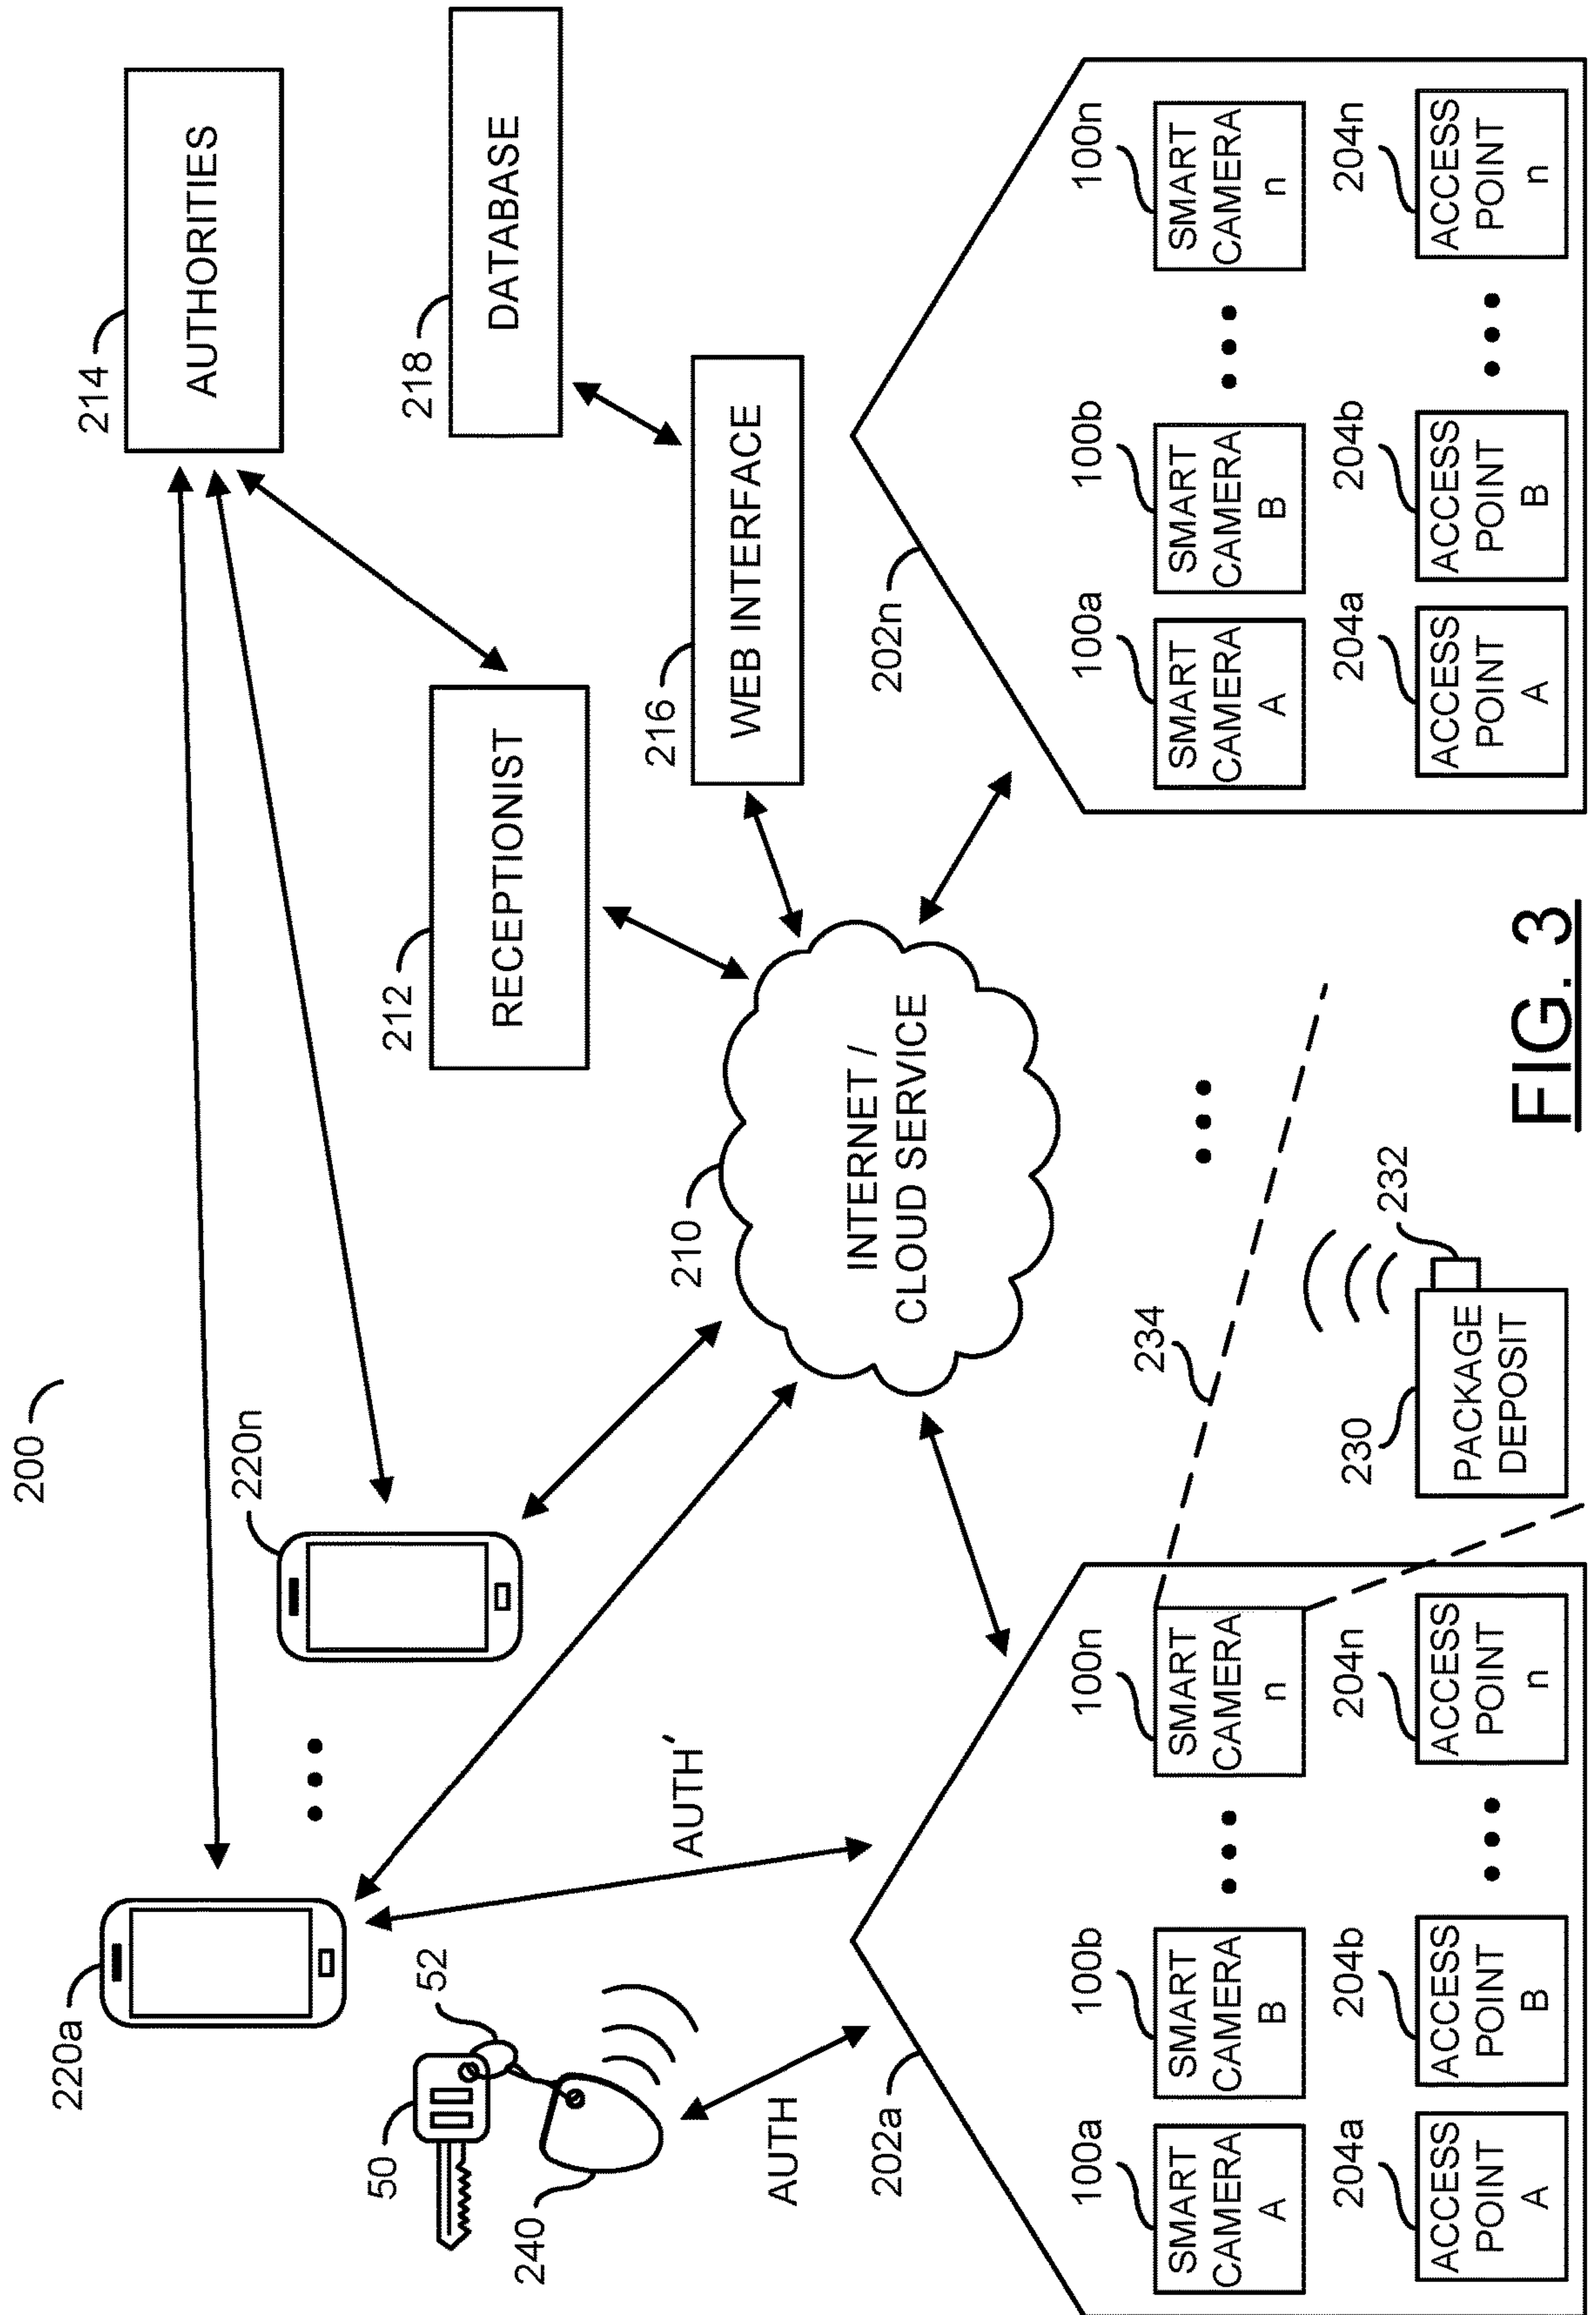 200
214
AUTHORITIES
220a
220n
218
DATABASE
212
RECEPTIONIST
52
50
240
216
WEB INTERFACE
AUTH´
AUTH
210
INTERNET /
CLOUD SERVICE
202a
202n
100a
100b
100n
SMART
CAMERA
A
SMART
CAMERA
B
SMART
CAMERA
n
204a
204b
204n
ACCESS
POINT
A
ACCESS
POINT
B
ACCESS
POINT
n
234
232
230
PACKAGE
DEPOSIT
100a
100b
100n
SMART
CAMERA
A
SMART
CAMERA
B
SMART
CAMERA
n
204a
204b
204n
ACCESS
POINT
A
ACCESS
POINT
B
ACCESS
POINT
n
FIG. 3